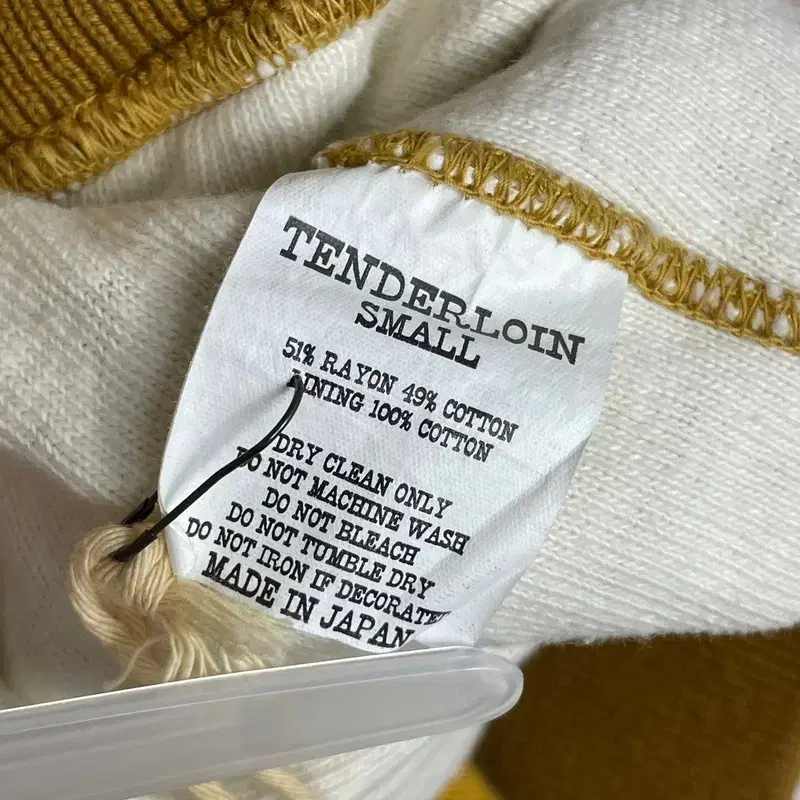 TENDERLOIN
SMALL
51% RAYON 49% COTTON
LINING 100% COTTON
DRY CLEAN ONLY
DO NOT MACHINE WASH
DO NOT BLEACH
DO NOT TUMBLE DRY
DO NOT IRON IF DECORATED
MADE IN JAPAN